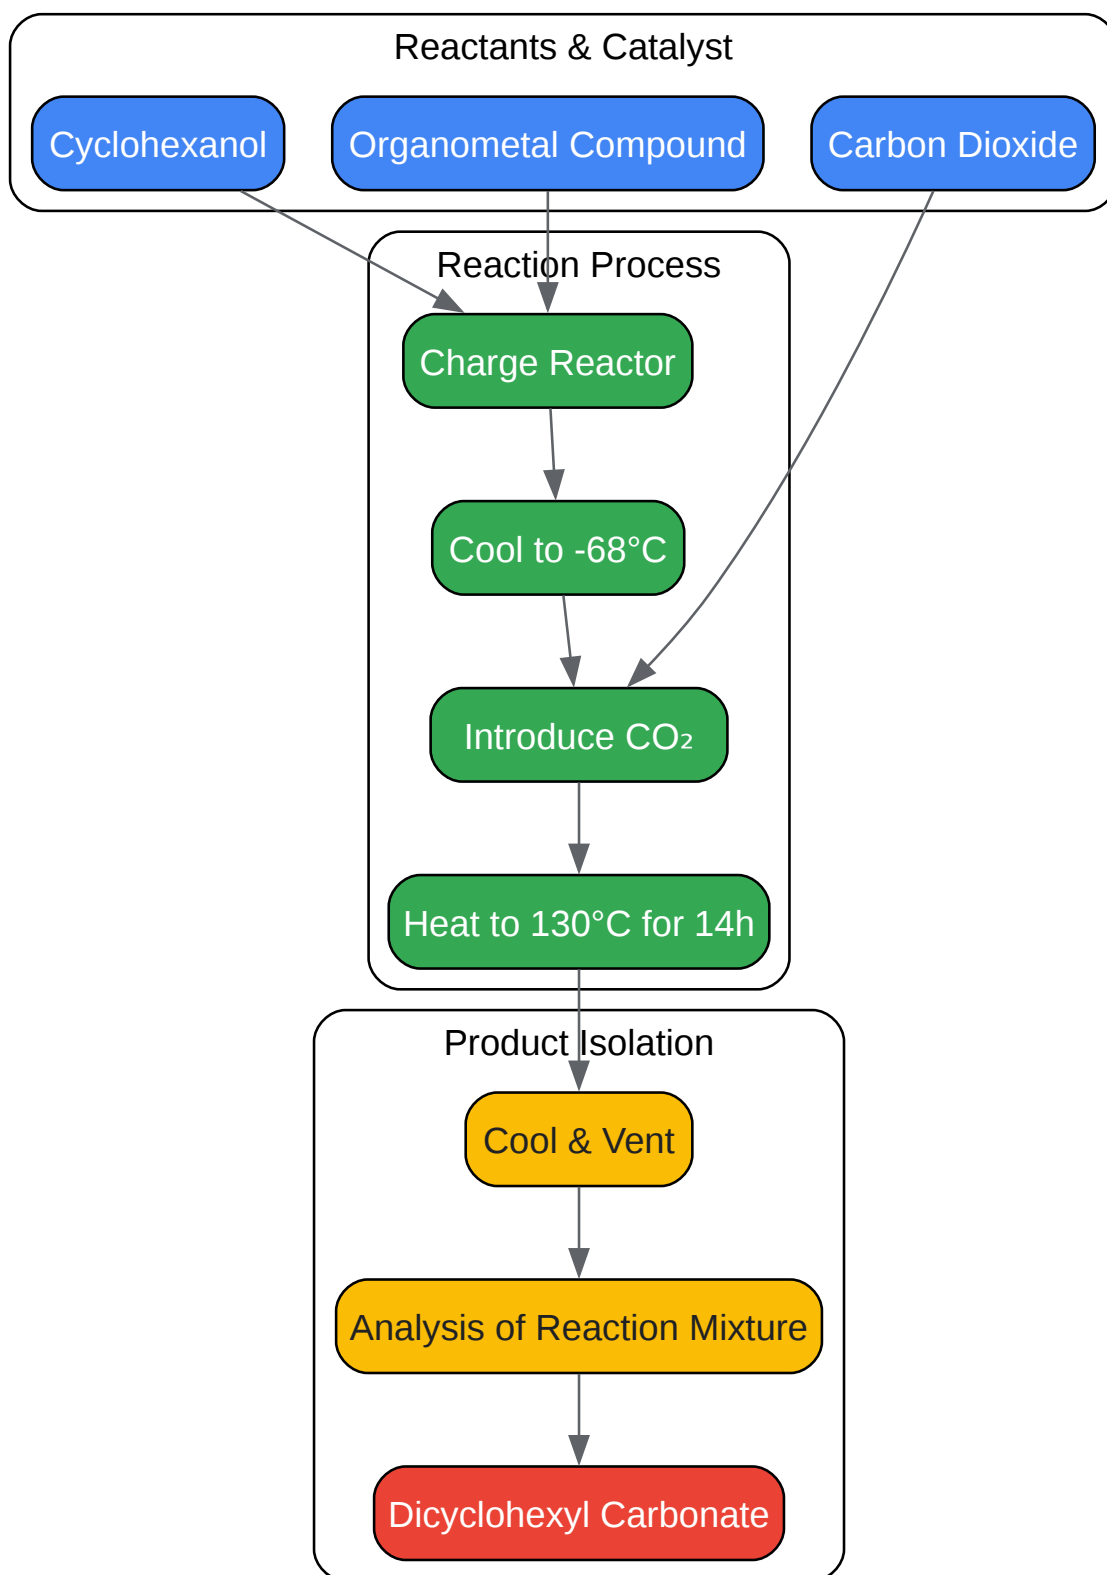 Reactants & Catalyst
Cyclohexanol
Organometal Compound
Carbon Dioxide
Reaction Process
Charge Reactor
Cool to -68°C
Introduce CO₂
Heat to 130°C for 14h
Product Isolation
Cool & Vent
Analysis of Reaction Mixture
Dicyclohexyl Carbonate